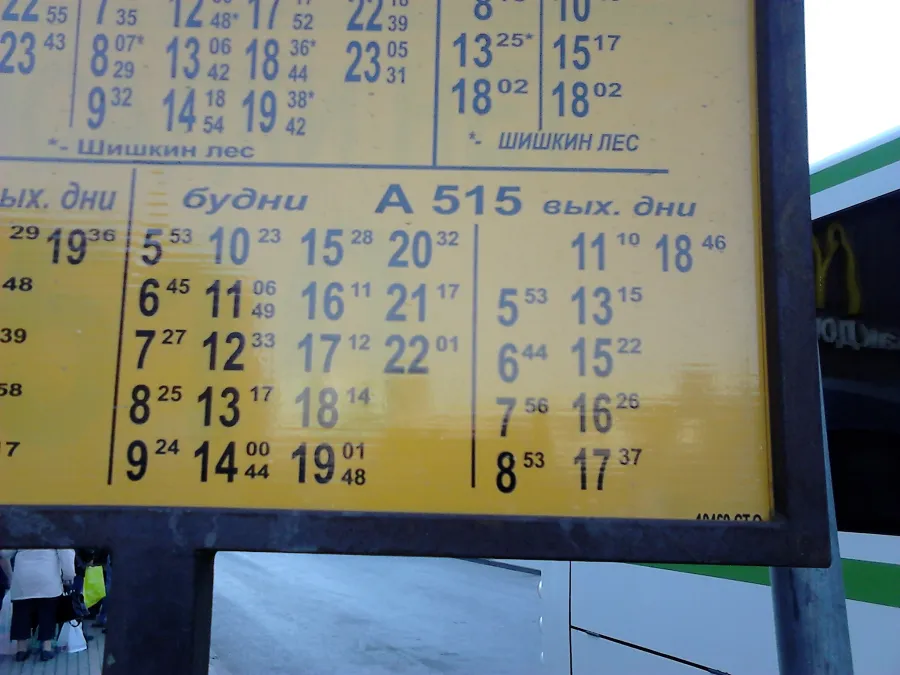 22 55 7 35 12 48* 17 52 22 39 8 10
23 43 8 07* 29 13 06 42 18 36* 44 23 05 31 13 25* 15 17
9 32 14 18 54 19 38* 42 18 02 18 02
*- Шишкин лес
*- ШИШКИН ЛЕС
ых. дни будни А 515 вых. дни
29 19 36 5 53 10 23 15 28 20 32 11 10 18 46
48 6 45 11 06 49 16 11 21 17 5 53 13 15
39 7 27 12 33 17 12 22 01 6 44 15 22
58 8 25 13 17 18 14 7 56 16 26
7 9 24 14 00 44 19 01 48 8 53 17 37